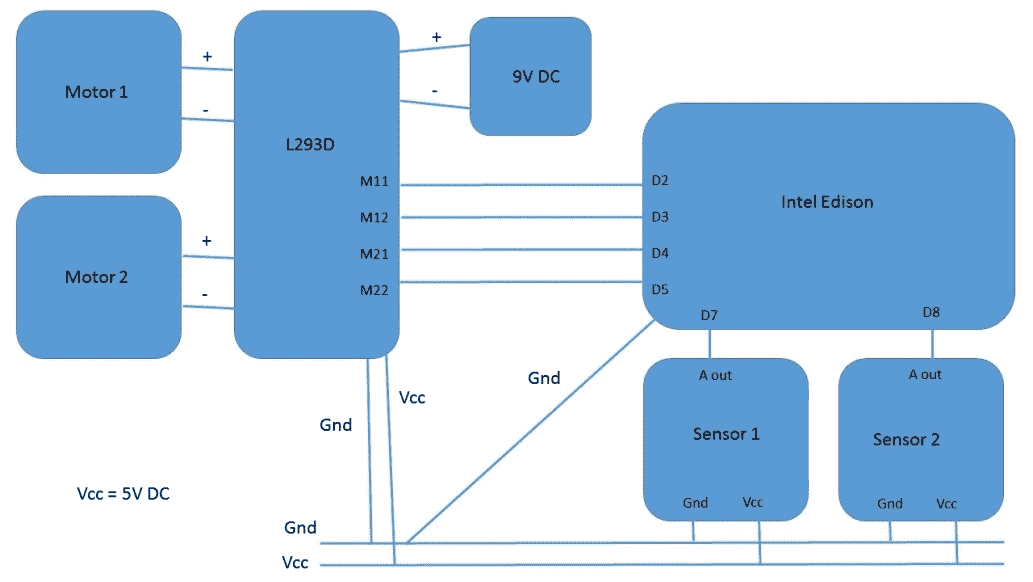 Motor 1
+
-
L293D
+
-
9V DC
M11
M12
M21
M22
D2
D3
D4
D5
Intel Edison
D7
D8
Motor 2
+
-
A out
Sensor 1
Gnd Vcc
A out
Sensor 2
Gnd Vcc
Gnd
Vcc
Gnd
Vcc = 5V DC
Gnd
Vcc